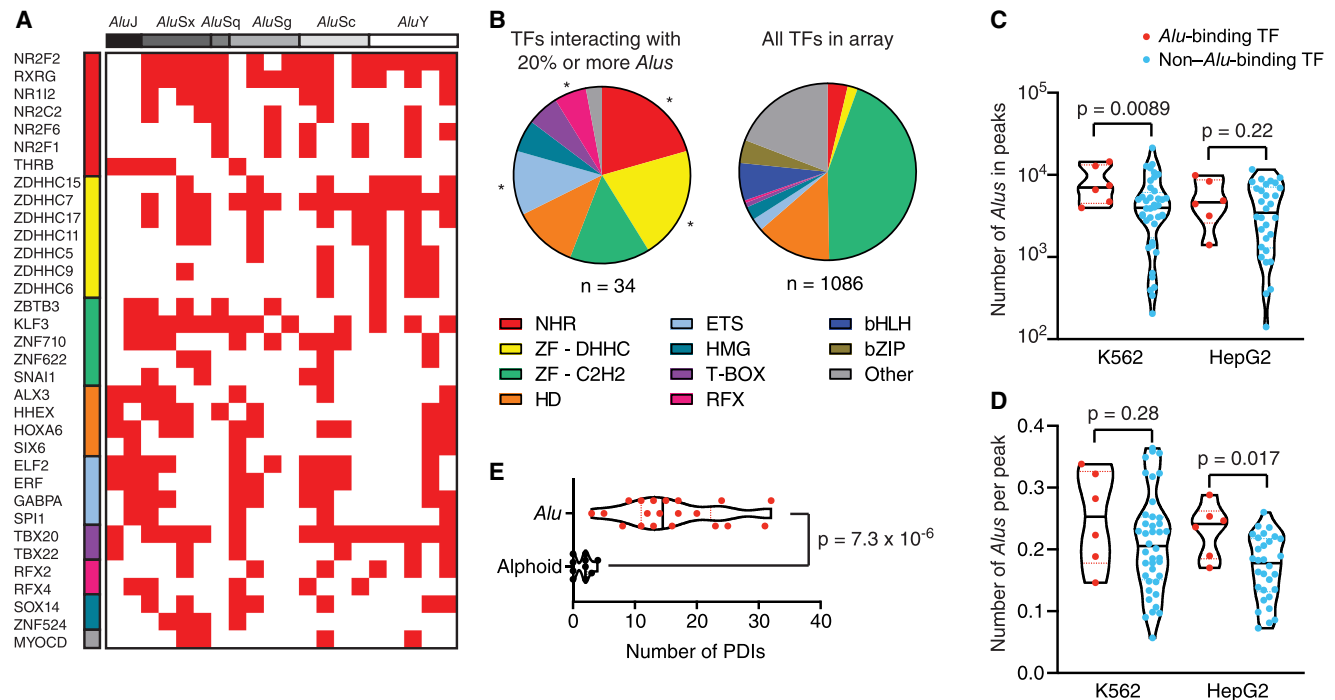 A
AluJ AluSx AluSq AluSg AluSc AluY
NR2F2
RXRG
NR1I2
NR2C2
NR2F6
NR2F1
THRB
ZDHHC15
ZDHHC7
ZDHHC17
ZDHHC11
ZDHHC5
ZDHHC9
ZDHHC6
ZBTB3
KLF3
ZNF710
ZNF622
SNAI1
ALX3
HHEX
HOXA6
SIX6
ELF2
ERF
GABPA
SPI1
TBX20
TBX22
RFX2
RFX4
SOX14
ZNF524
MYOCD
B
TFs interacting with
20% or more Alus
All TFs in array
*
*
*
*
n = 34
n = 1086
NHR
ZF - DHHC
ZF - C2H2
HD
ETS
HMG
T-BOX
RFX
bHLH
bZIP
Other
C
Alu-binding TF
Non–Alu-binding TF
Number of Alus in peaks
10^5
10^4
10^3
10^2
p = 0.0089
p = 0.22
K562
HepG2
D
Number of Alus per peak
0.4
0.3
0.2
0.1
0.0
p = 0.28
p = 0.017
K562
HepG2
E
Alu
Alphoid
p = 7.3 x 10^-6
0 10 20 30 40
Number of PDIs